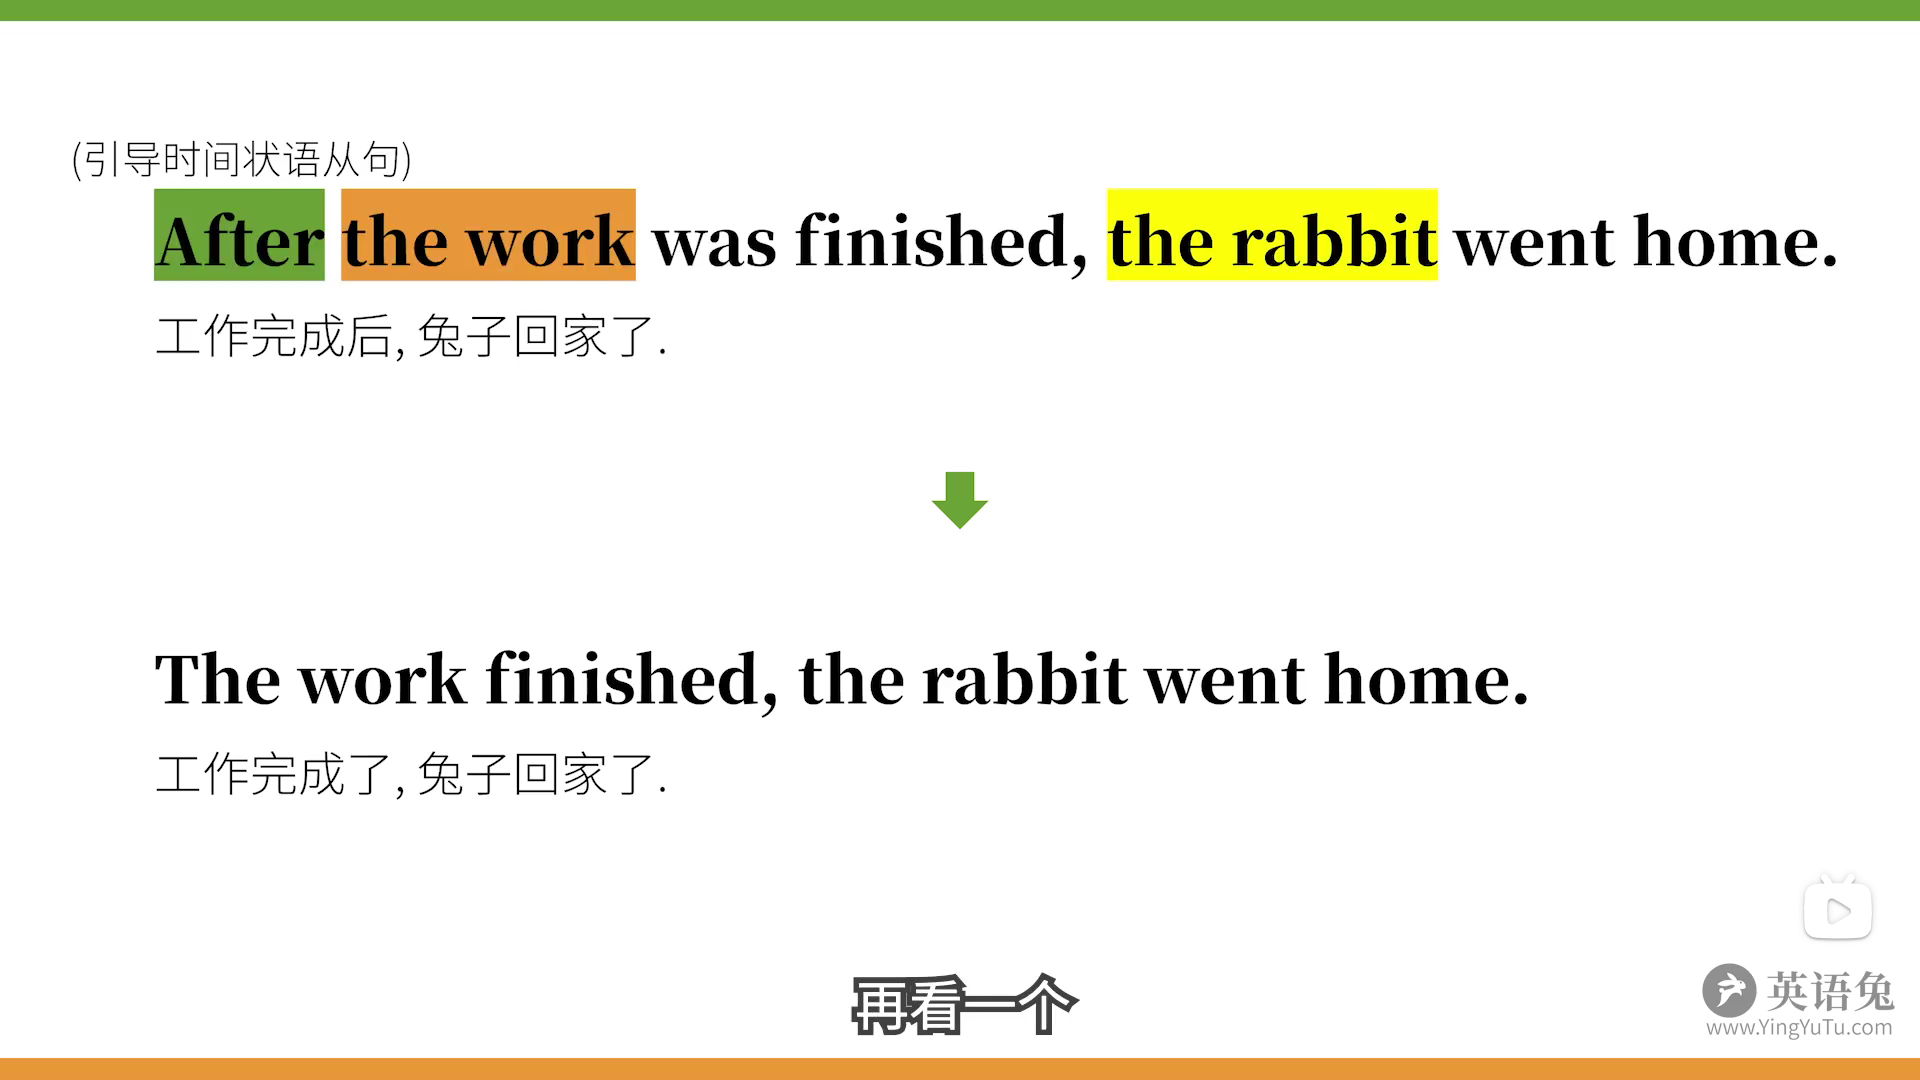 (引导时间状语从句)
After the work was finished, the rabbit went home.
工作完成后, 兔子回家了.
The work finished, the rabbit went home.
工作完成了, 兔子回家了.
再看一个
英语兔
www.YingYuTu.com